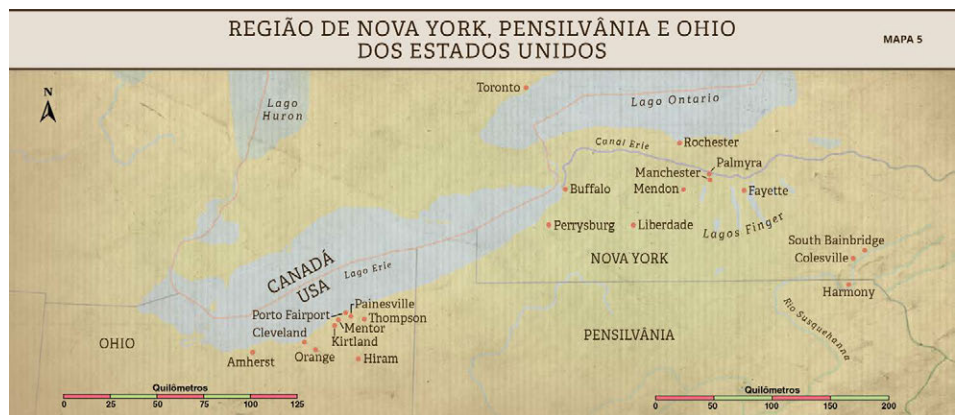 REGIÃO DE NOVA YORK, PENSILVÂNIA E OHIO
DOS ESTADOS UNIDOS
MAPA 5
N
Toronto
Lago
Huron
Lago Ontario
Canal Erie
Rochester
Palmyra
Manchester
Mendon
Fayette
Buffalo
Perrysburg
Liberdade
Lagos Finger
South Bainbridge
Colesville
NOVA YORK
Harmony
CANADÁ
USA
Lago Erie
Painesville
Porto Fairport
Thompson
Mentor
Cleveland
Kirtland
OHIO
Orange
Hiram
Amherst
PENSILVÂNIA
Rio Susquehanna
Quilômetros
0 25 50 75 100 125
Quilômetros
0 50 100 150 200